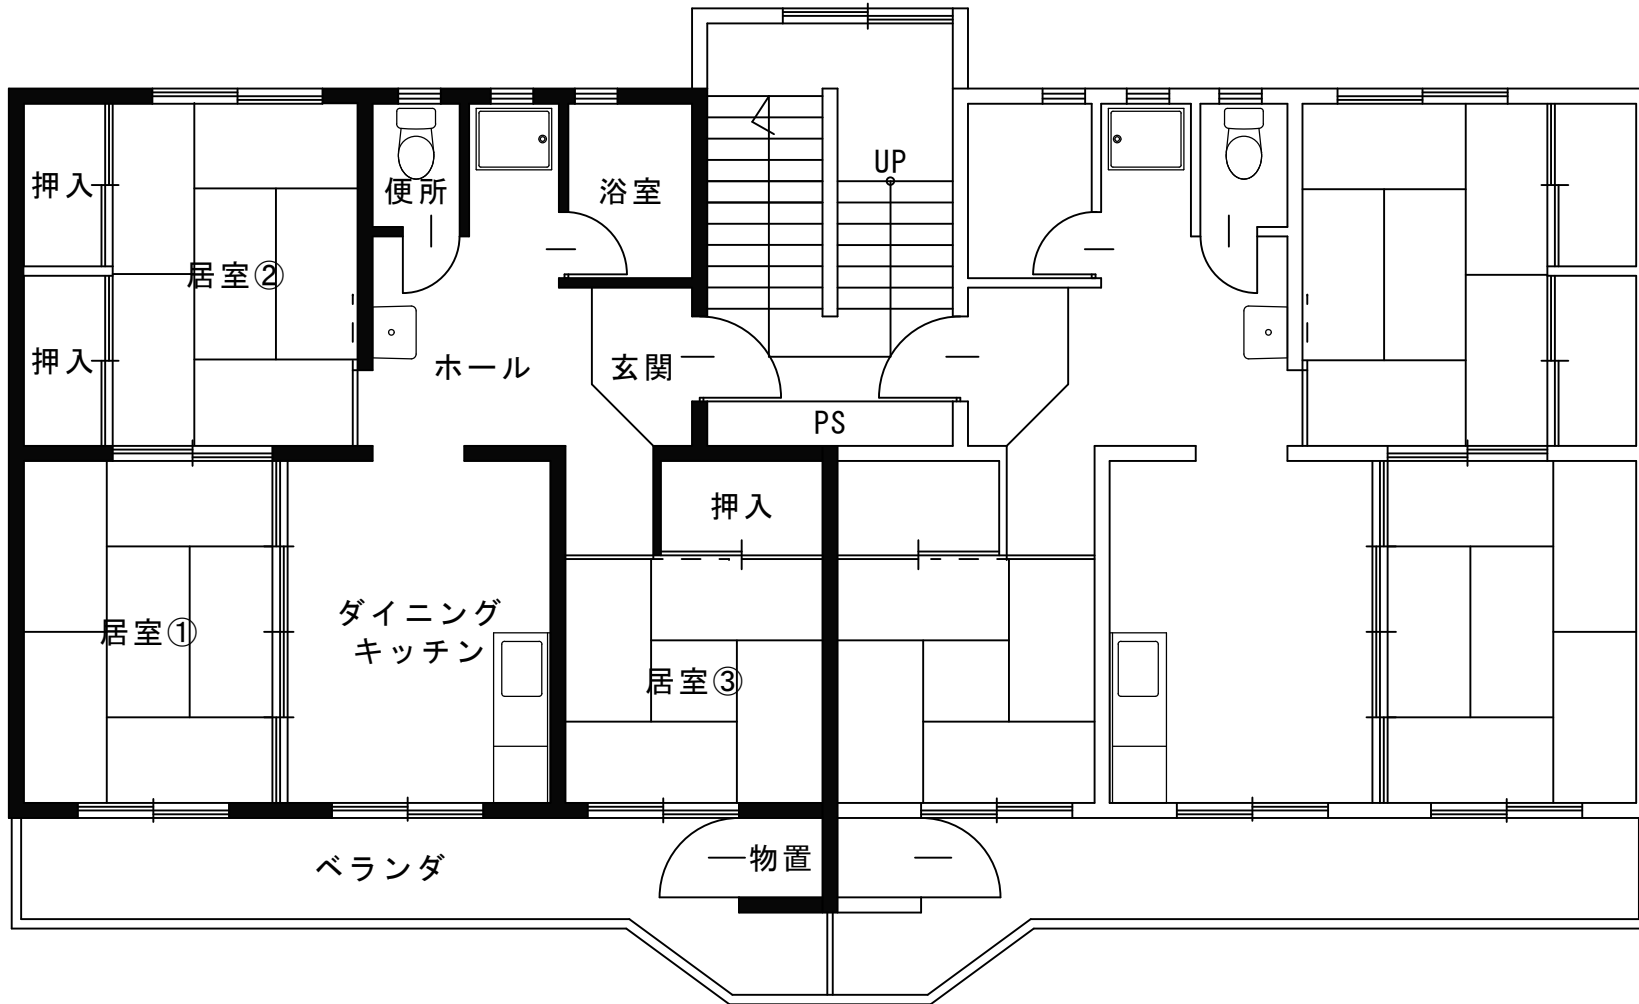 UP
押入
便所
浴室
居室②
押入
ホール
玄関
PS
押入
居室①
ダイニング
キッチン
居室③
ベランダ
物置